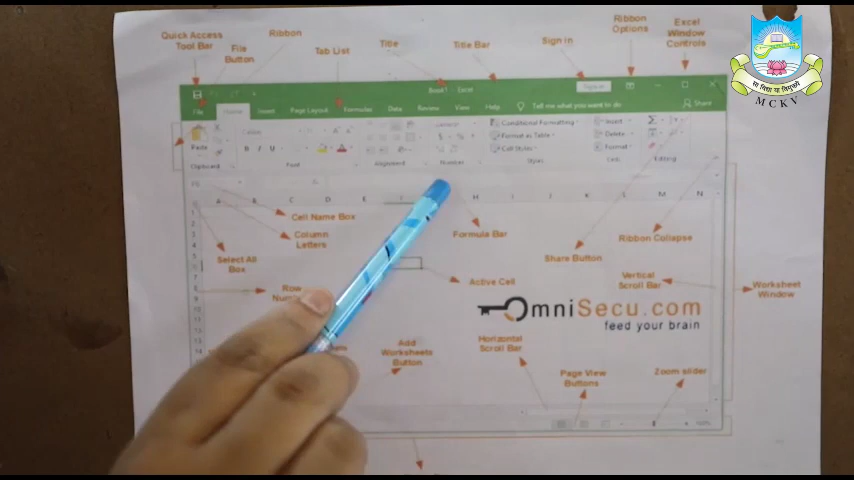 Quick Access
Tool Bar
File
Button
Ribbon
Tab List
Title
Title Bar
Sign in
Ribbon
Options
Excel
Window
Controls
M C K V
Book1 - Excel
File
Home
Insert
Page Layout
Formulas
Data
Review
View
Help
Tell me what you want to do
Share
Paste
Clipboard
B I U
Font
Alignment
Number
Conditional Formatting
Format as Table
Cell Styles
Styles
Insert
Delete
Format
Cells
Editing
A B C D E H I J K L M N
Cell Name Box
Column
Letters
Select All
Box
Row
Formula Bar
Share Button
Ribbon Collapse
Active Cell
Vertical
Scroll Bar
Worksheet
Window
OmniSecu.com
feed your brain
Add
Worksheets
Button
Horizontal
Scroll Bar
Page View
Buttons
Zoom slider
100%